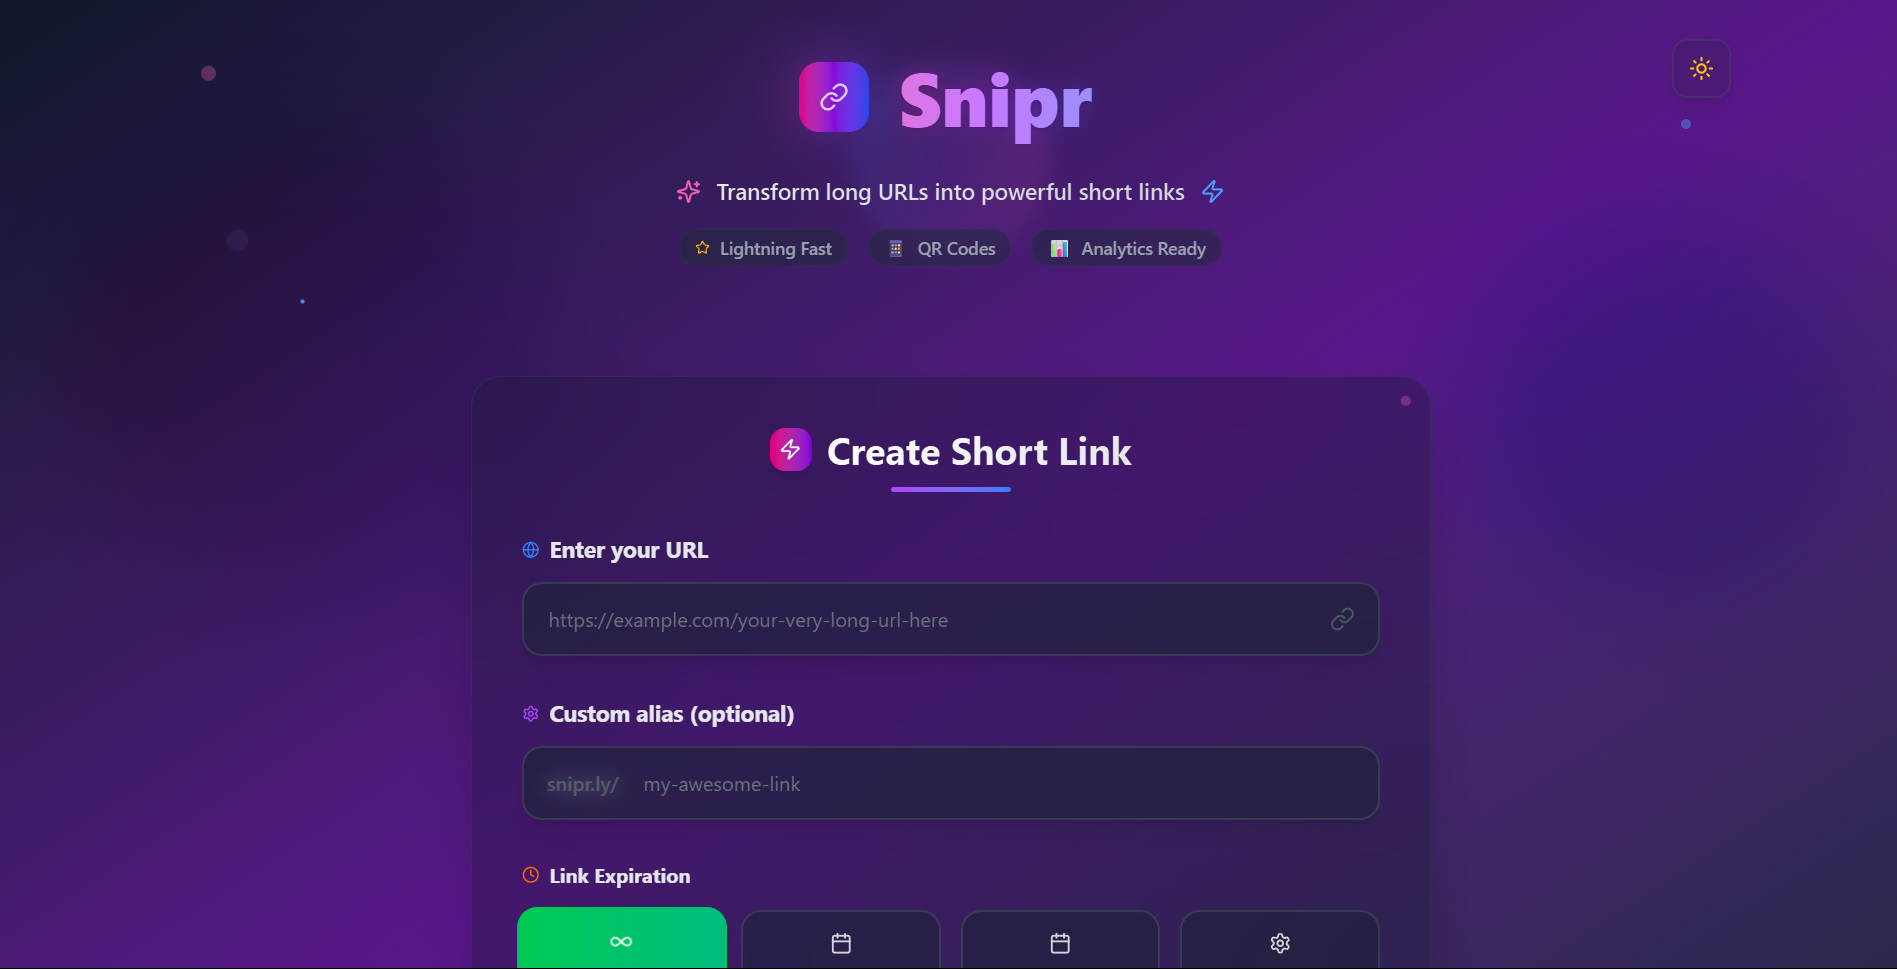 Snipr
Transform long URLs into powerful short links
Lightning Fast
QR Codes
Analytics Ready
Create Short Link
Enter your URL
https://example.com/your-very-long-url-here
Custom alias (optional)
snipr.ly/ my-awesome-link
Link Expiration